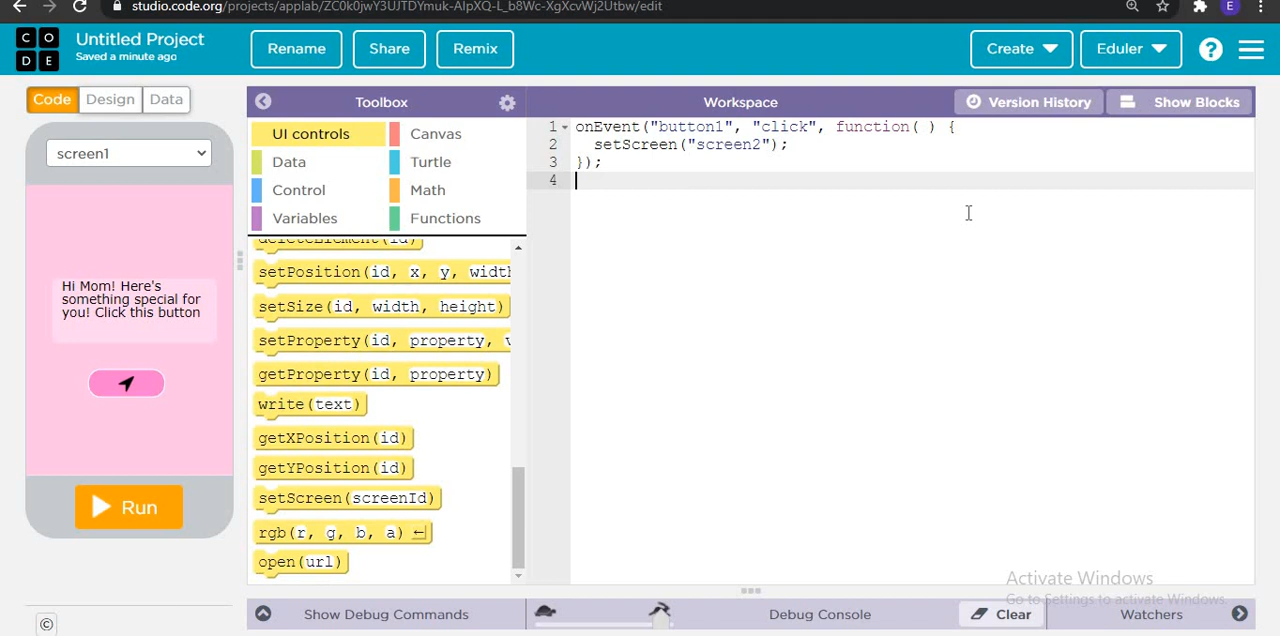 studio.code.org/projects/applab/ZC0k0jwY3UJTDYmuk-AIpXQ-L_b8Wc-XgXcvWj2Utbw/edit
E
C O D E
Untitled Project
Saved a minute ago
Rename
Share
Remix
Create
Eduler
?
Code
Design
Data
Toolbox
Workspace
Version History
Show Blocks
screen1
UI controls
Canvas
Data
Turtle
Control
Math
Variables
Functions
deleteElement(id)
setPosition(id, x, y, width
setSize(id, width, height)
setProperty(id, property, v
getProperty(id, property)
write(text)
getXPosition(id)
getYPosition(id)
setScreen(screenId)
rgb(r, g, b, a)
open(url)
1 onEvent("button1", "click", function( ) {
2 setScreen("screen2");
3 });
4
Hi Mom! Here's
something special for
you! Click this button
Run
Activate Windows
Go to Settings to activate Windows.
©
Show Debug Commands
Debug Console
Clear
Watchers